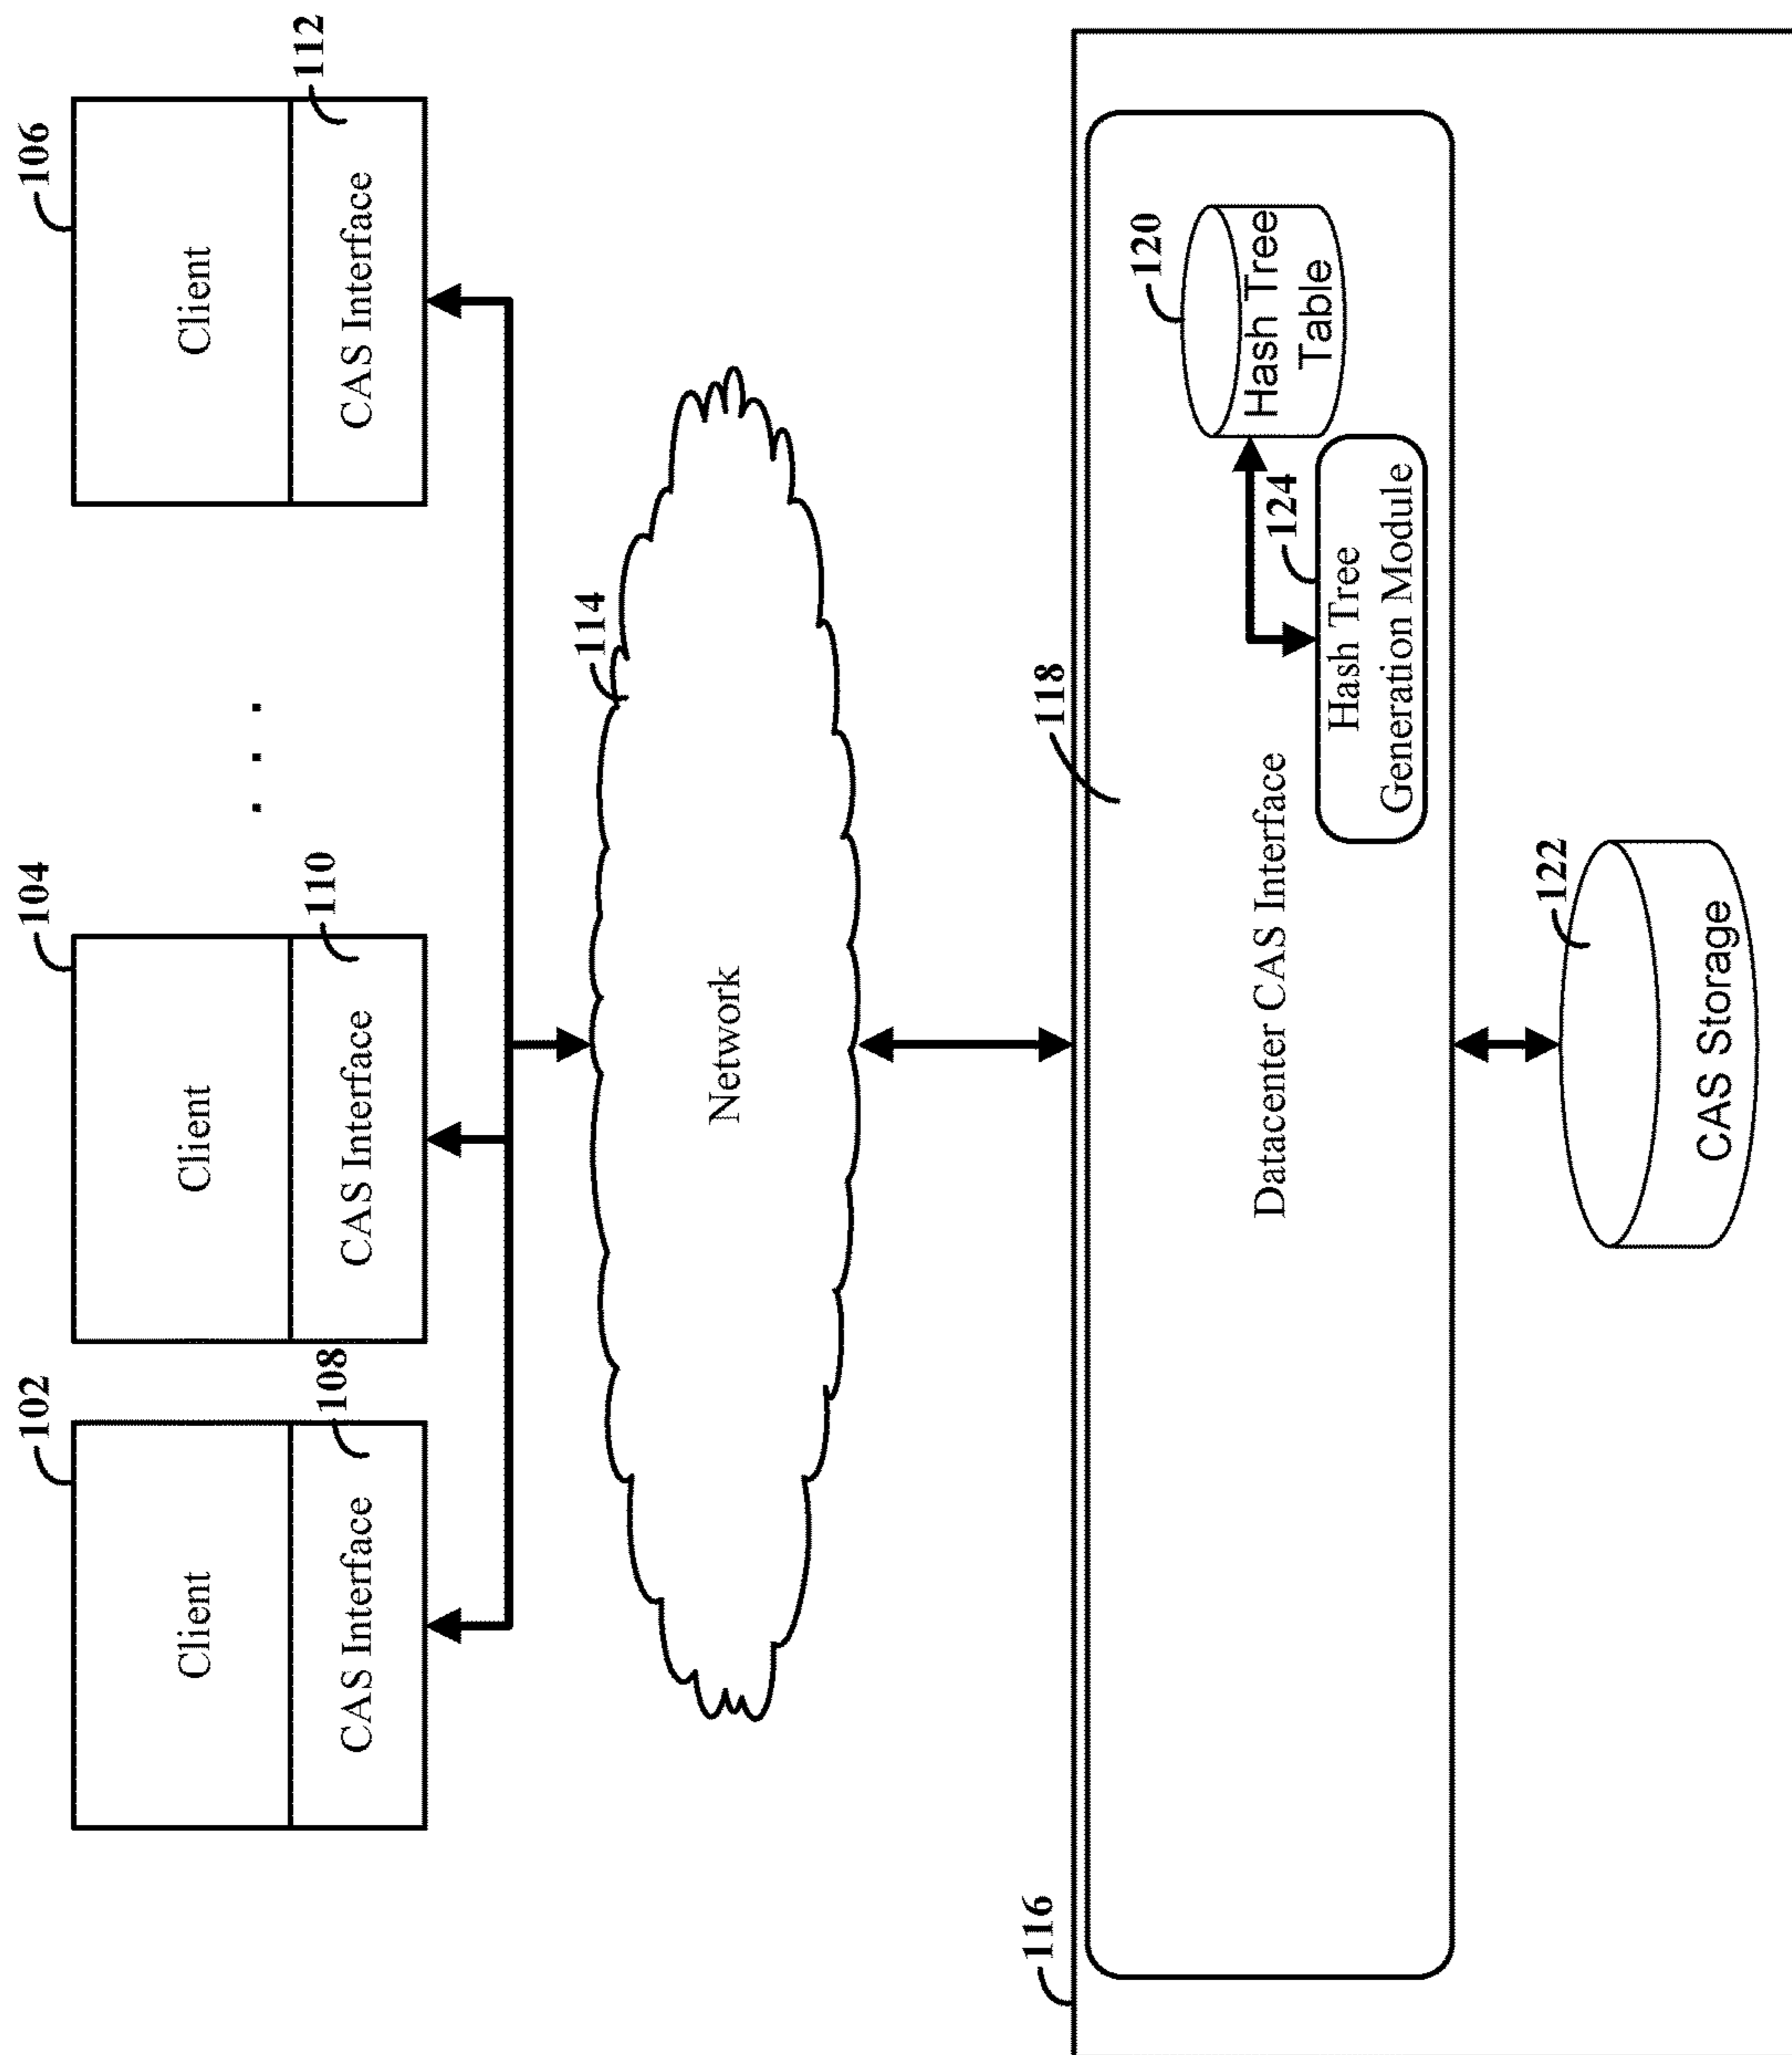 102
104
106
Client
Client
. . .
Client
108
110
112
CAS Interface
CAS Interface
CAS Interface
114
Network
116
118
120
Hash Tree
Table
Datacenter CAS Interface
124
Hash Tree
Generation Module
122
CAS Storage